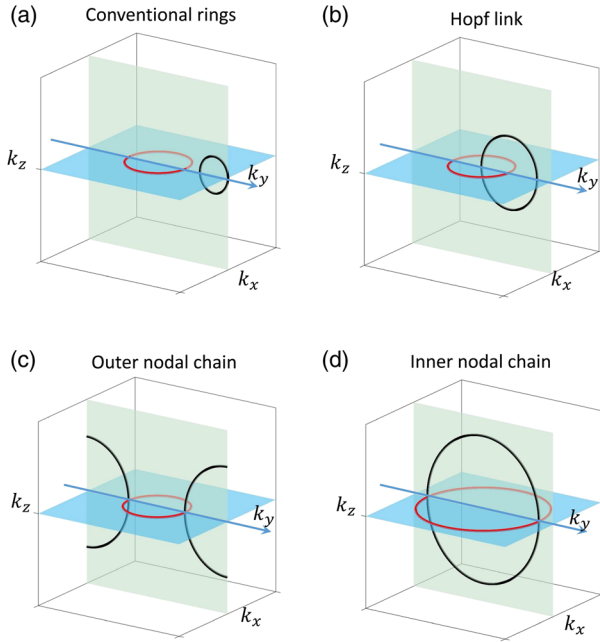 (a)
Conventional rings
k_z
k_y
k_x
(b)
Hopf link
k_z
k_y
k_x
(c)
Outer nodal chain
k_z
k_y
k_x
(d)
Inner nodal chain
k_z
k_y
k_x